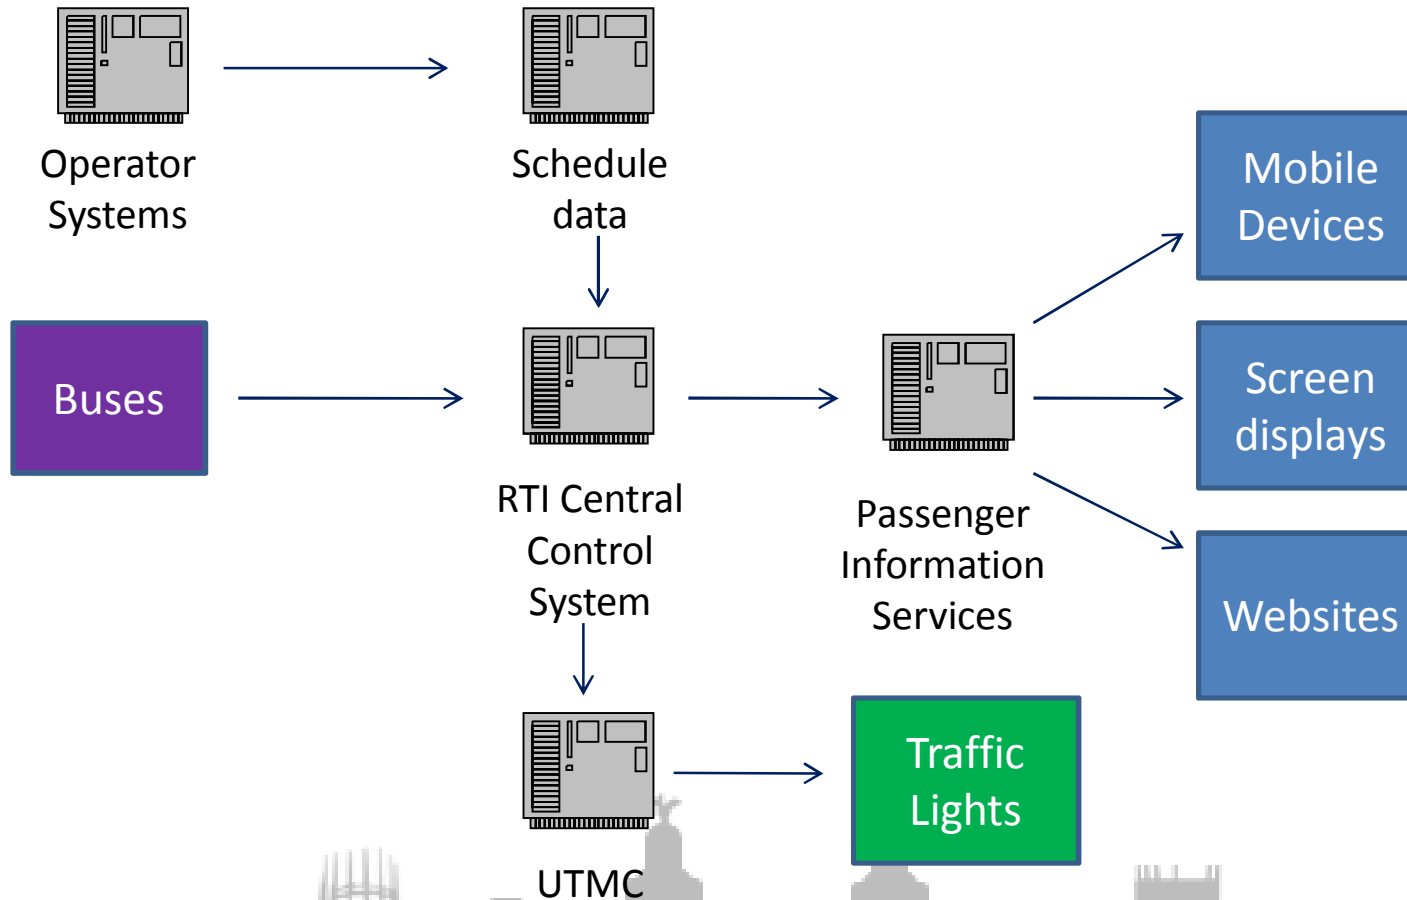 Operator
Systems
Schedule
data
Mobile
Devices
Buses
Screen
displays
RTI Central
Control
System
Passenger
Information
Services
Websites
Traffic
Lights
UTMC